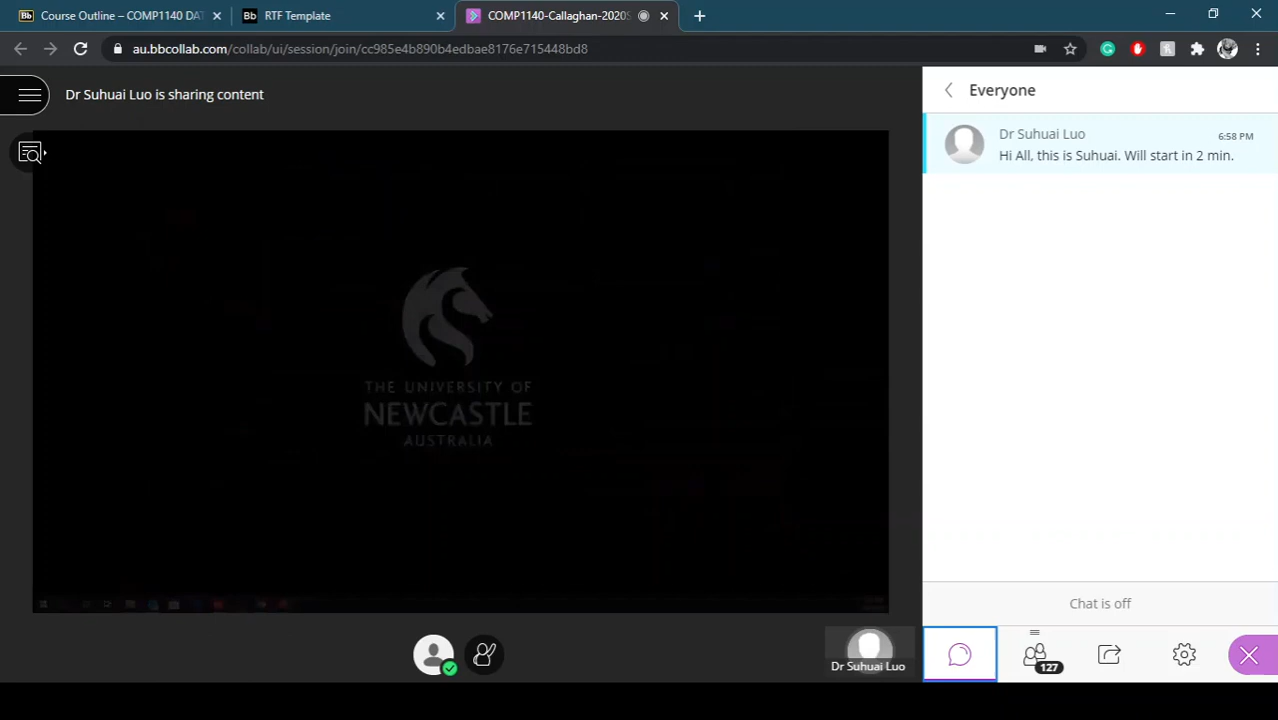 Course Outline – COMP1140 DAT
RTF Template
COMP1140-Callaghan-2020S
au.bbcollab.com/collab/ui/session/join/cc985e4b890b4edbae8176e715448bd8
Dr Suhuai Luo is sharing content
THE UNIVERSITY OF
NEWCASTLE
AUSTRALIA
Everyone
Dr Suhuai Luo 6:58 PM
Hi All, this is Suhuai. Will start in 2 min.
Chat is off
Dr Suhuai Luo
127